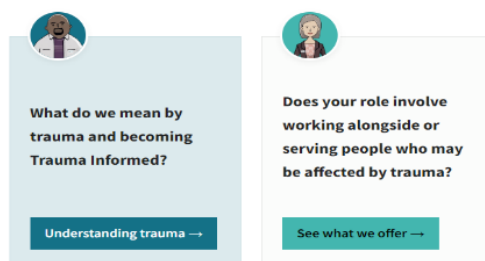 What do we mean by
trauma and becoming
Trauma Informed?
Understanding trauma →
Does your role involve
working alongside or
serving people who may
be affected by trauma?
See what we offer →